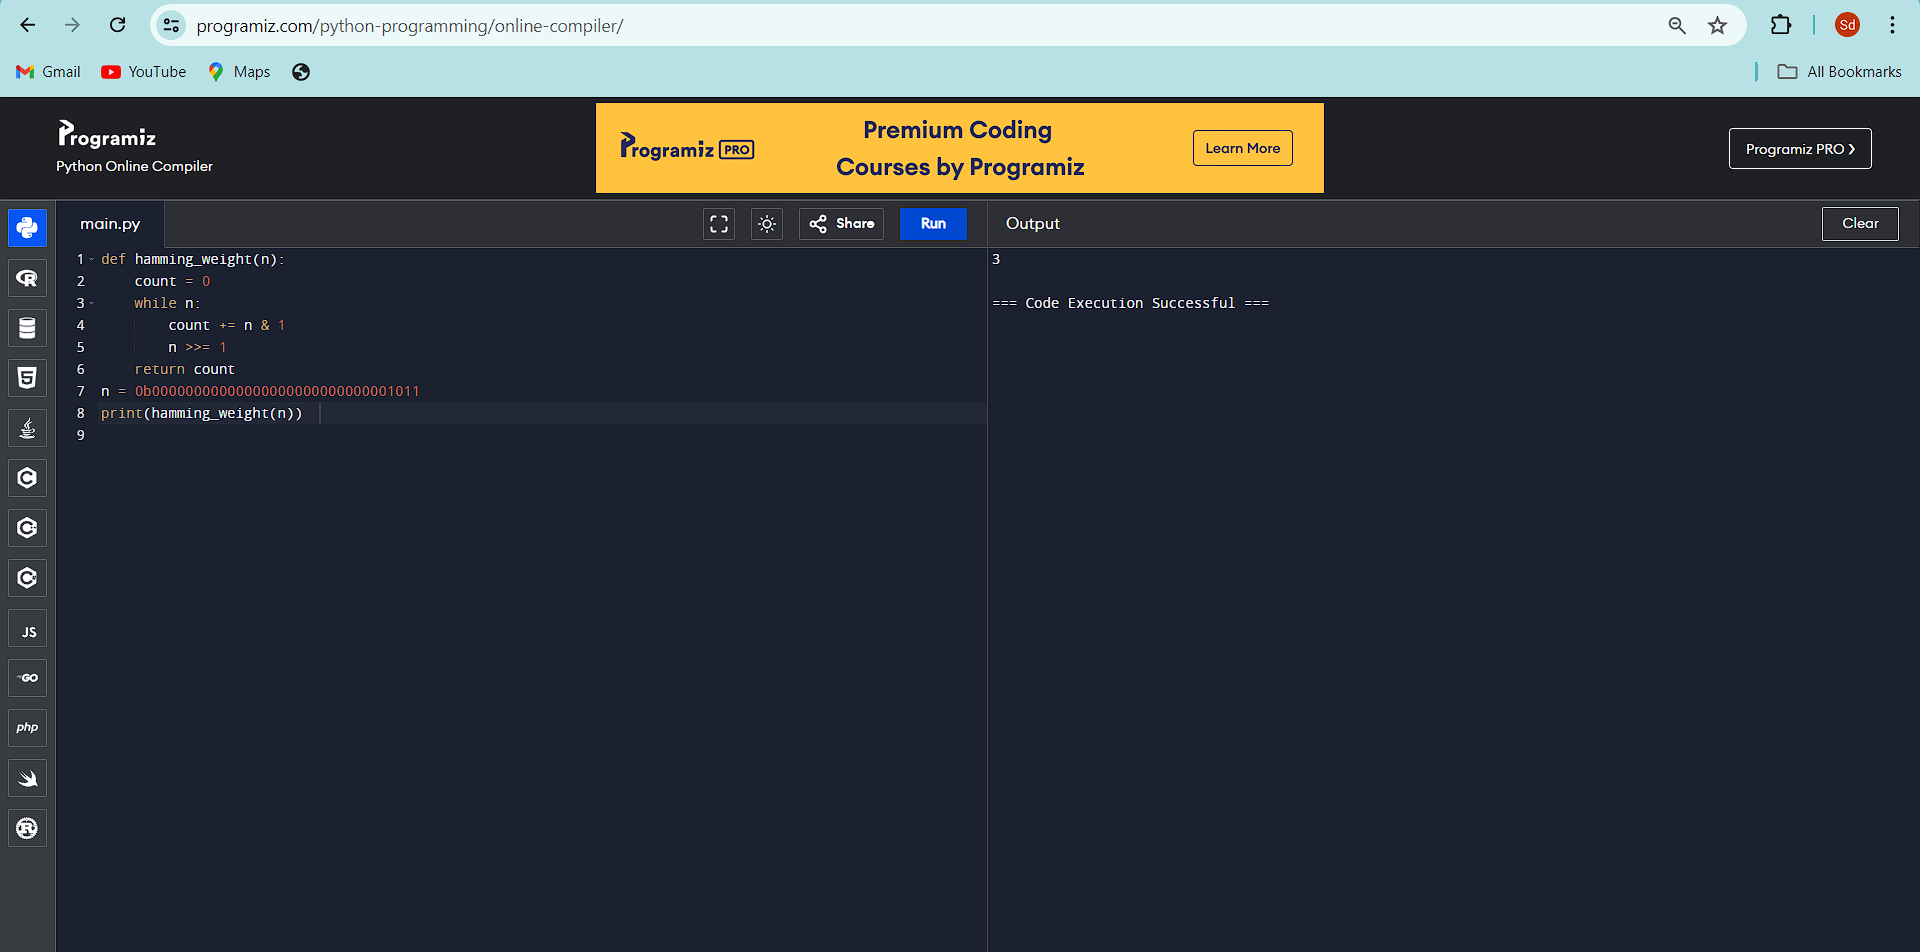 programiz.com/python-programming/online-compiler/
Sd
Gmail
YouTube
Maps
All Bookmarks
Programiz
Python Online Compiler
Programiz PRO
Premium Coding
Courses by Programiz
Learn More
Programiz PRO ❯
main.py
Share
Run
Output
Clear
1 def hamming_weight(n):
2     count = 0
3     while n:
4         count += n & 1
5         n >>= 1
6     return count
7 n = 0b00000000000000000000000000001011
8 print(hamming_weight(n))
9
3
=== Code Execution Successful ===
R
5
C
C
C
JS
GO
php
R